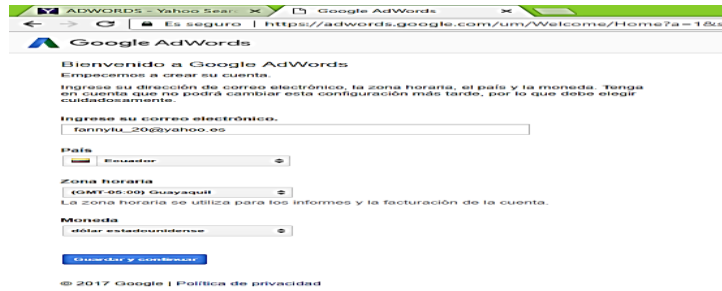 ADWORDS - Yahoo Sear
Google AdWords
Es seguro | https://adwords.google.com/um/Welcome/Home?a=1&s
Google AdWords
Bienvenido a Google AdWords
Empecemos a crear su cuenta.
Ingrese su dirección de correo electrónico, la zona horaria, el país y la moneda. Tenga
en cuenta que no podrá cambiar esta configuración más tarde, por lo que debe elegir
cuidadosamente.
Ingrese su correo electrónico.
fannylu_20@yahoo.es
País
Ecuador
Zona horaria
(GMT-05:00) Guayaquil
La zona horaria se utiliza para los informes y la facturación de la cuenta.
Moneda
dólar estadounidense
Guardar y continuar
© 2017 Google | Política de privacidad